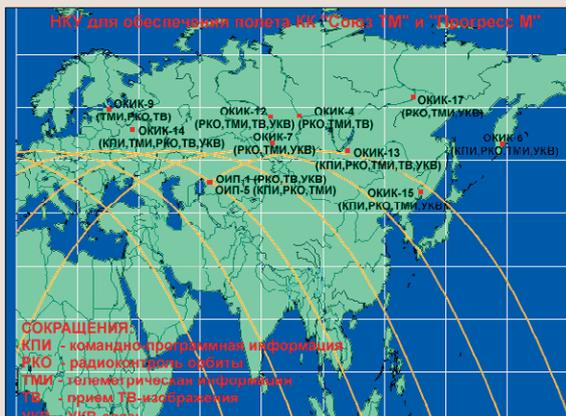 НКУ для обеспечения полета КК "Союз ТМ" и "Прогресс М"
ОКИК-9
(ТМИ,РКО,ТВ)
ОКИК-14
(КПИ,ТМИ,РКО,ТВ,УКВ)
ОКИК-12
(РКО,ТМИ,ТВ,УКВ)
ОКИК-4
(РКО,ТМИ,ТВ)
ОКИК-7
(РКО,ТМИ,УКВ)
ОКИК-17
(РКО,ТМИ,УКВ)
ОКИК-6
(КПИ,РКО,ТМИ,УКВ)
ОКИК-13
(КПИ,РКО,ТМИ,ТВ,УКВ)
ОИП-1 (РКО,ТВ,УКВ)
ОИП-5 (КПИ,РКО,ТМИ)
ОКИК-15
(КПИ,РКО,ТМИ,УКВ)
СОКРАЩЕНИЯ:
КПИ - командно-программная информация
РКО - радиоконтроль орбиты
ТМИ - телеметрическая информация
ТВ - прием ТВ-изображения